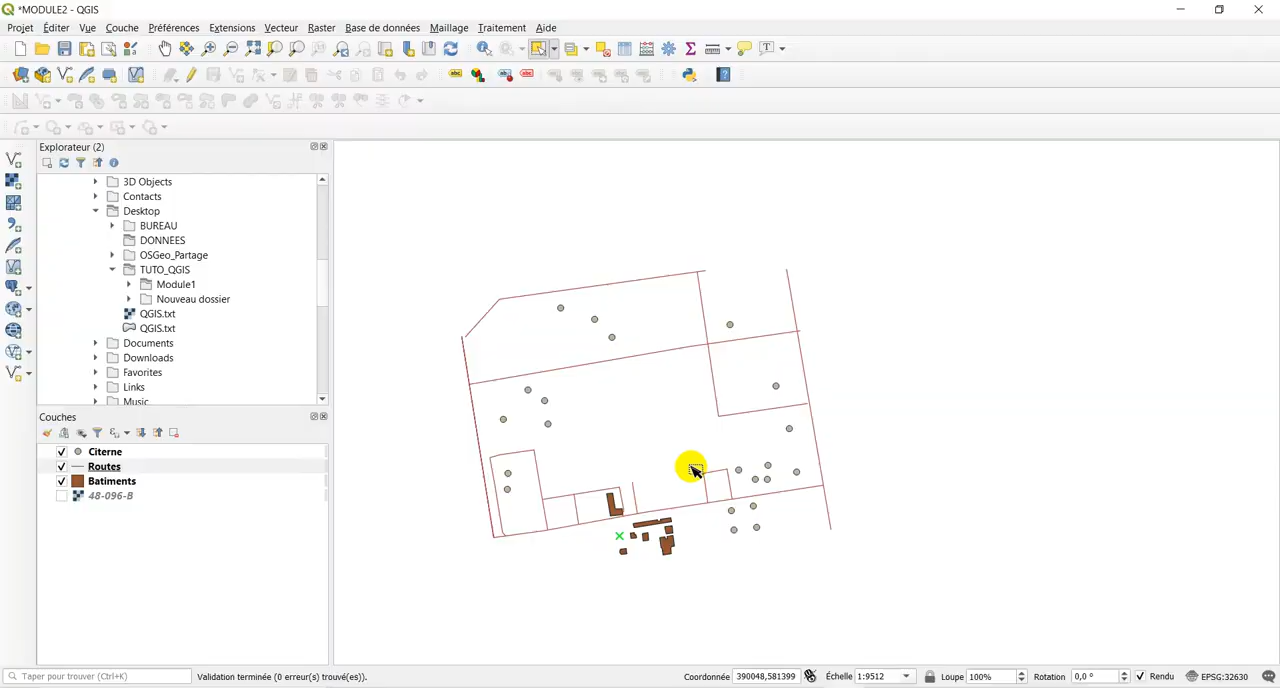 *MODULE2 - QGIS
Projet Éditer Vue Couche Préférences Extensions Vecteur Raster Base de données Maillage Traitement Aide
Explorateur (2)
3D Objects
Contacts
Desktop
BUREAU
DONNEES
OSGeo_Partage
TUTO_QGIS
Module1
Nouveau dossier
QGIS.txt
QGIS.txt
Documents
Downloads
Favorites
Links
Music
Couches
Citerne
Routes
Batiments
48-096-B
Taper pour trouver (Ctrl+K) Validation terminée (0 erreur(s) trouvé(es)). Coordonnée 390048,581399 Échelle 1:9512 Loupe 100% Rotation 0,0 ° Rendu EPSG:32630